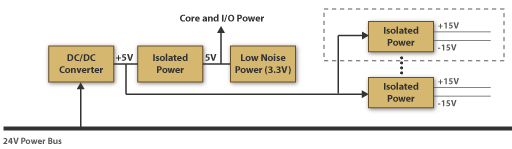 Core and I/O Power
DC/DC
Converter
+5V
Isolated
Power
5V
Low Noise
Power (3.3V)
Isolated
Power
+15V
-15V
Isolated
Power
+15V
-15V
24V Power Bus